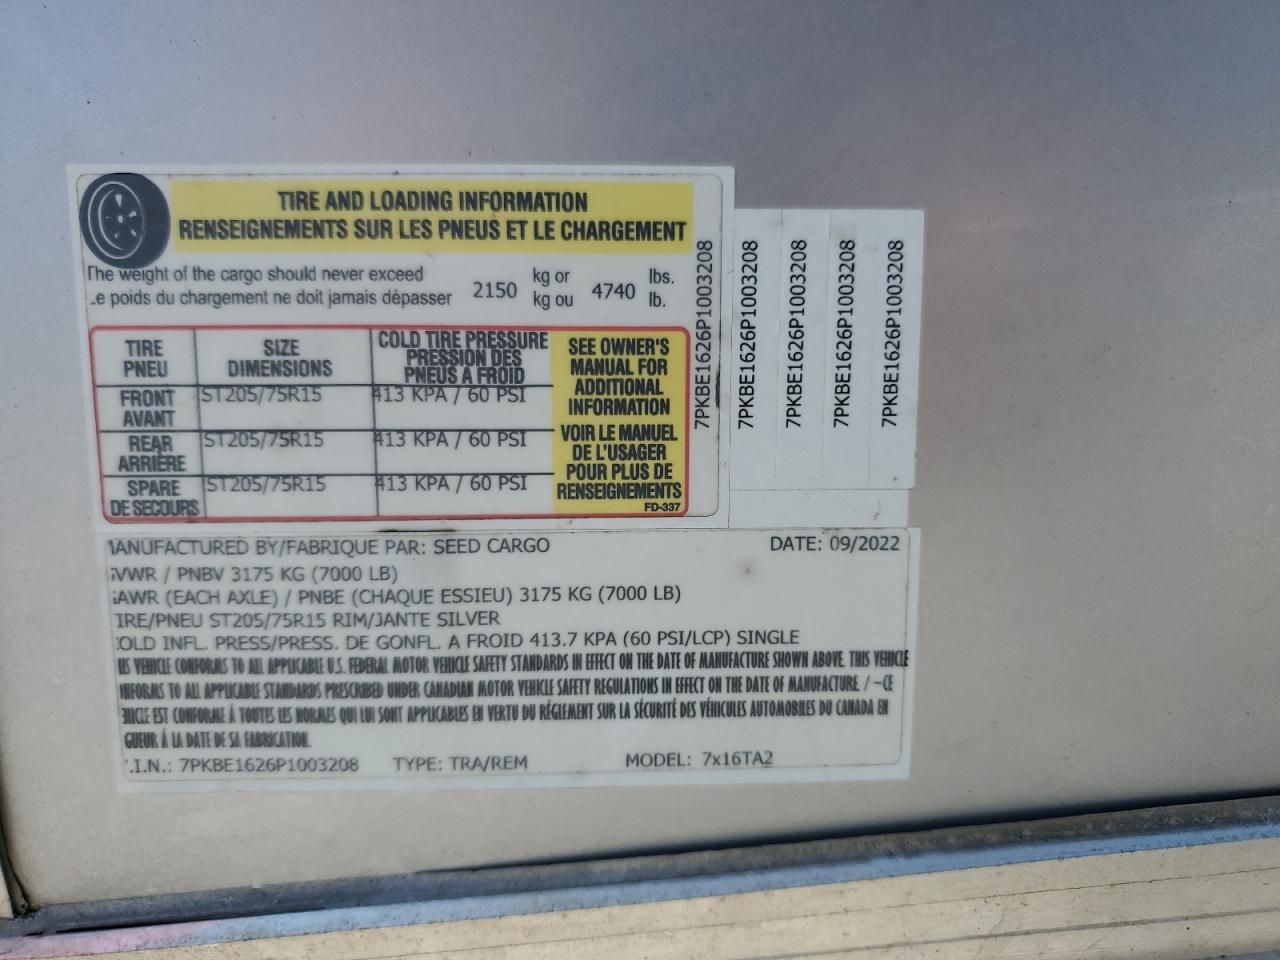 TIRE AND LOADING INFORMATION
RENSEIGNEMENTS SUR LES PNEUS ET LE CHARGEMENT
The weight of the cargo should never exceed
Le poids du chargement ne doit jamais dépasser
2150 kg or 4740 lbs.
kg ou lb.
TIRE SIZE COLD TIRE PRESSURE
PNEU DIMENSIONS PRESSION DES
PNEUS A FROID
FRONT ST205/75R15 413 KPA / 60 PSI
AVANT
REAR ST205/75R15 413 KPA / 60 PSI
ARRIÈRE
SPARE ST205/75R15 413 KPA / 60 PSI
DE SECOURS
SEE OWNER'S
MANUAL FOR
ADDITIONAL
INFORMATION
VOIR LE MANUEL
DE L'USAGER
POUR PLUS DE
RENSEIGNEMENTS
FD-337
7PKBE1626P1003208
7PKBE1626P1003208
7PKBE1626P1003208
7PKBE1626P1003208
7PKBE1626P1003208
MANUFACTURED BY/FABRIQUE PAR: SEED CARGO DATE: 09/2022
GVWR / PNBV 3175 KG (7000 LB)
GAWR (EACH AXLE) / PNBE (CHAQUE ESSIEU) 3175 KG (7000 LB)
TIRE/PNEU ST205/75R15 RIM/JANTE SILVER
COLD INFL. PRESS/PRESS. DE GONFL. A FROID 413.7 KPA (60 PSI/LCP) SINGLE
IS VEHICLE CONFORMS TO ALL APPLICABLE U.S. FEDERAL MOTOR VEHICLE SAFETY STANDARDS IN EFFECT ON THE DATE OF MANUFACTURE SHOWN ABOVE. THIS VEHICLE
NFORMS TO ALL APPLICABLE STANDARDS PRESCRIBED UNDER CANADIAN MOTOR VEHICLE SAFETY REGULATIONS IN EFFECT ON THE DATE OF MANUFACTURE / ~CE
HICLE EST CONFORME À TOUTES LES NORMES QUI LUI SONT APPLICABLES EN VERTU DU RÉGLEMENT SUR LA SÉCURITÉ DES VÉHICULES AUTOMOBILES DU CANADA EN
GUEUR À LA DATE DE SA FABRICATION.
V.I.N.: 7PKBE1626P1003208 TYPE: TRA/REM MODEL: 7x16TA2